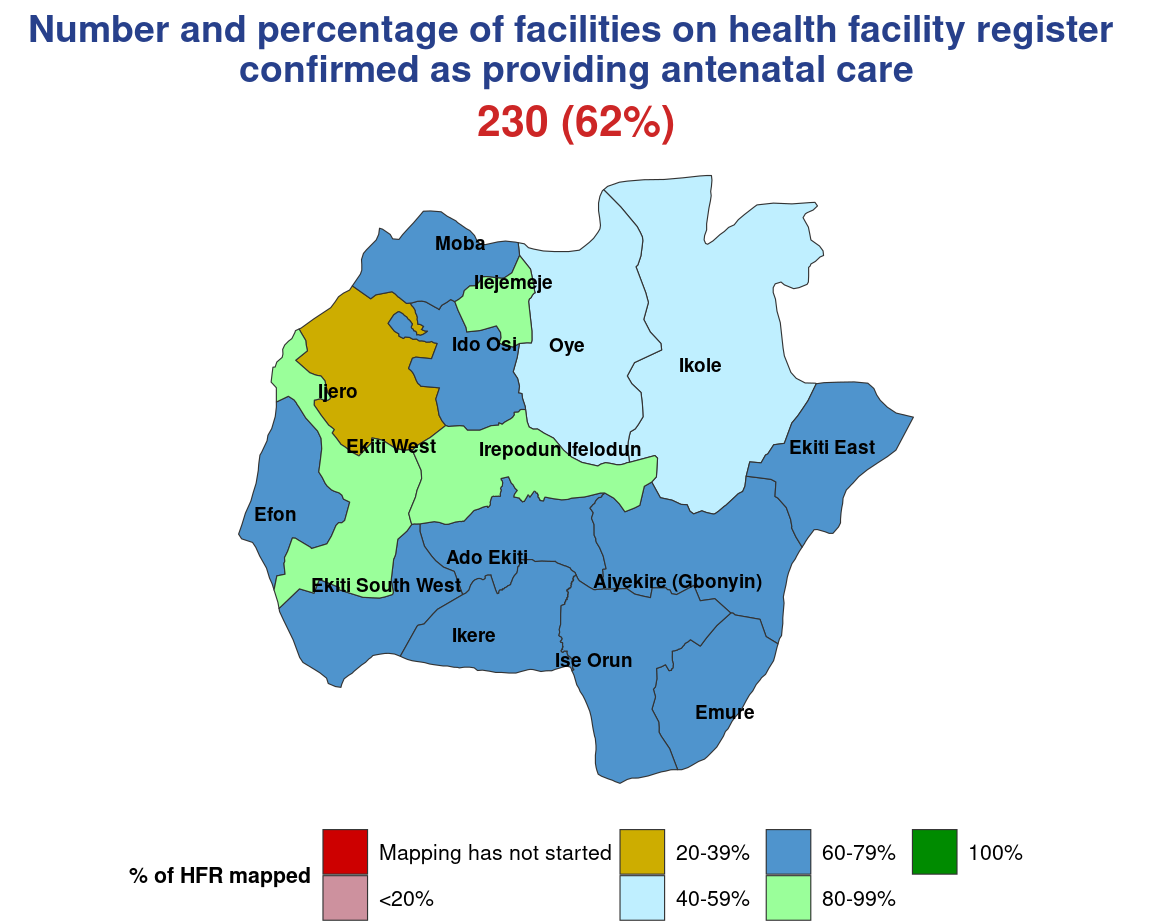 Number and percentage of facilities on health facility register
confirmed as providing antenatal care
230 (62%)
Moba
Ilejemeje
Ido Osi
Oye
Ikole
Ijero
Ekiti West
Irepodun Ifelodun
Ekiti East
Efon
Ado Ekiti
Ekiti South West
Aiyekire (Gbonyin)
Ikere
Ise Orun
Emure
% of HFR mapped
Mapping has not started
<20%
20-39%
40-59%
60-79%
80-99%
100%